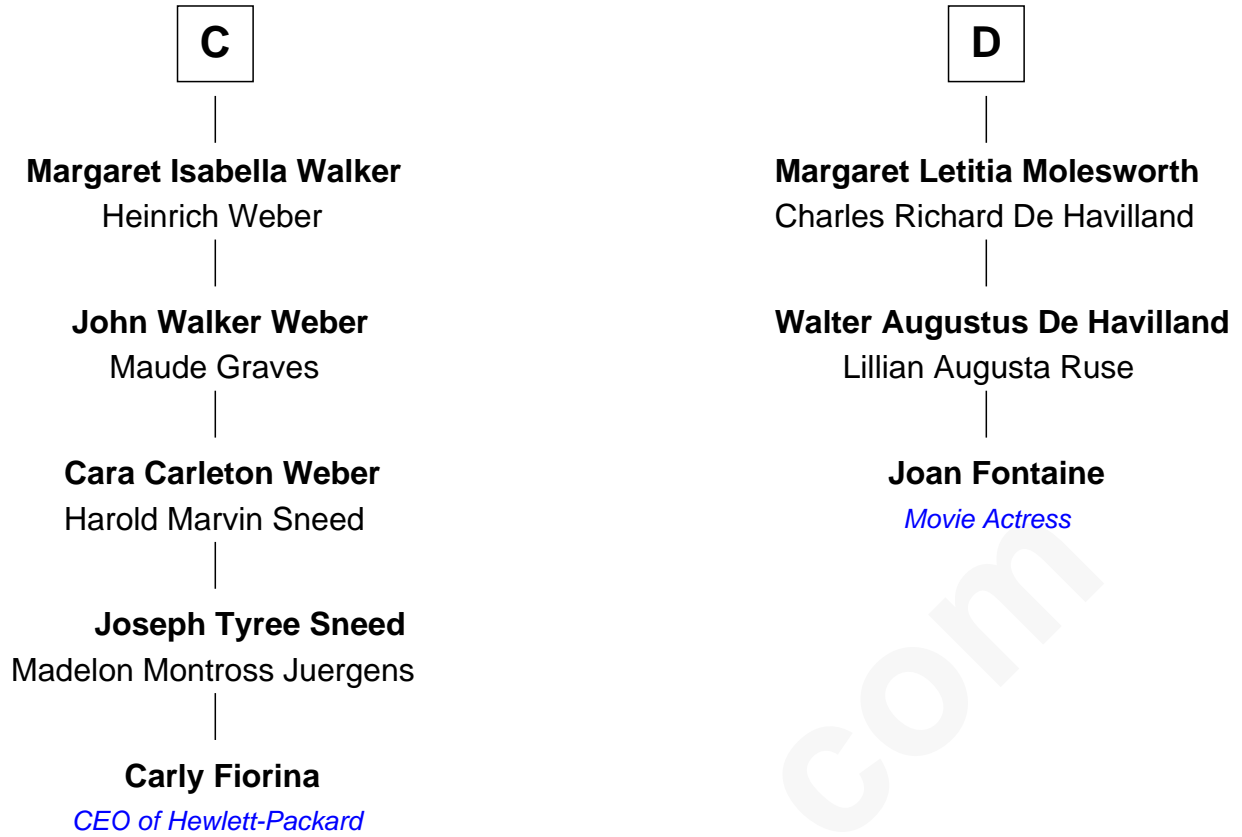 C
Margaret Isabella Walker
Heinrich Weber
John Walker Weber
Maude Graves
Cara Carleton Weber
Harold Marvin Sneed
Joseph Tyree Sneed
Madelon Montross Juergens
Carly Fiorina
CEO of Hewlett-Packard
D
Margaret Letitia Molesworth
Charles Richard De Havilland
Walter Augustus De Havilland
Lillian Augusta Ruse
Joan Fontaine
Movie Actress
com